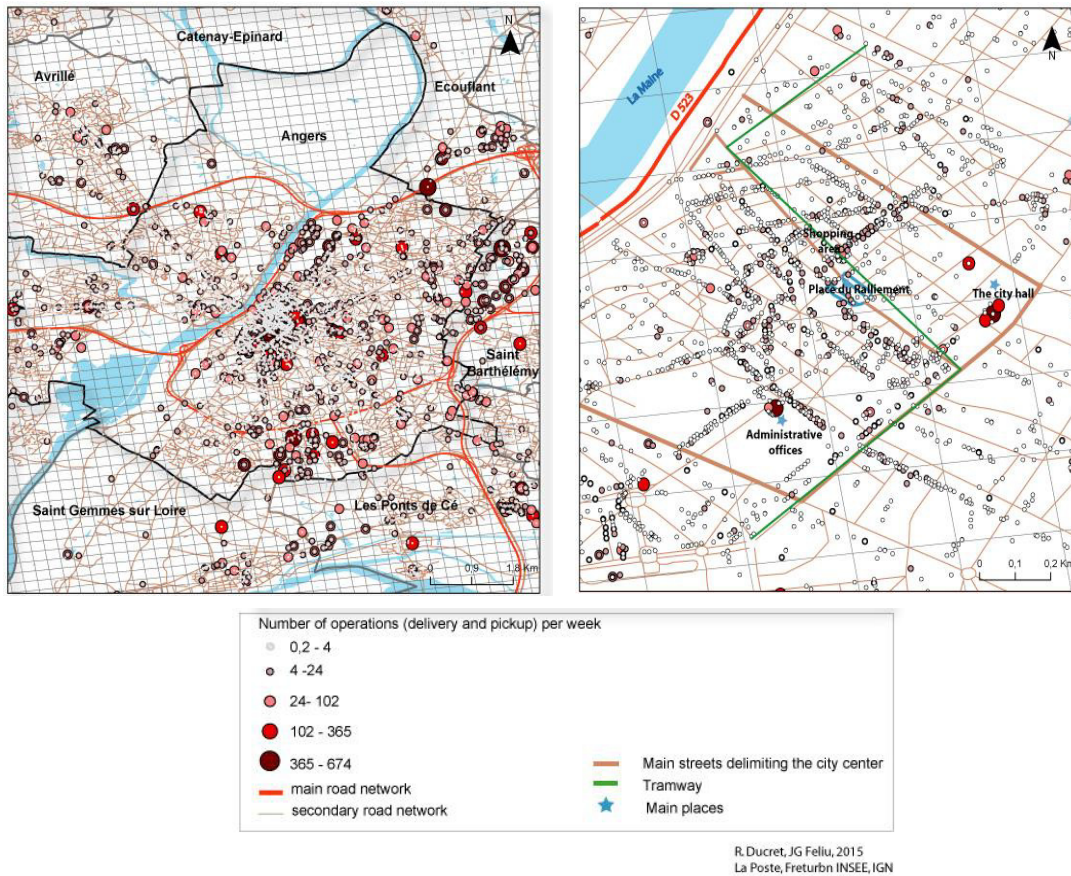 N
Catenay-Epinard
Avrillé
Ecouflant
Angers
Saint
Barthélémy
Saint Gemmes sur Loire
Les Ponts de Cé
0 0,9 1,8 Km
N
La Maine
D 523
Shopping
area
Place du Ralliement
The city hall
Administrative
offices
0 0,1 0,2 Km
Number of operations (delivery and pickup) per week
0,2 - 4
4 -24
24- 102
102 - 365
365 - 674
main road network
secondary road network
Main streets delimiting the city center
Tramway
Main places
R. Ducret, JG Feliu, 2015
La Poste, Freturbn INSEE, IGN